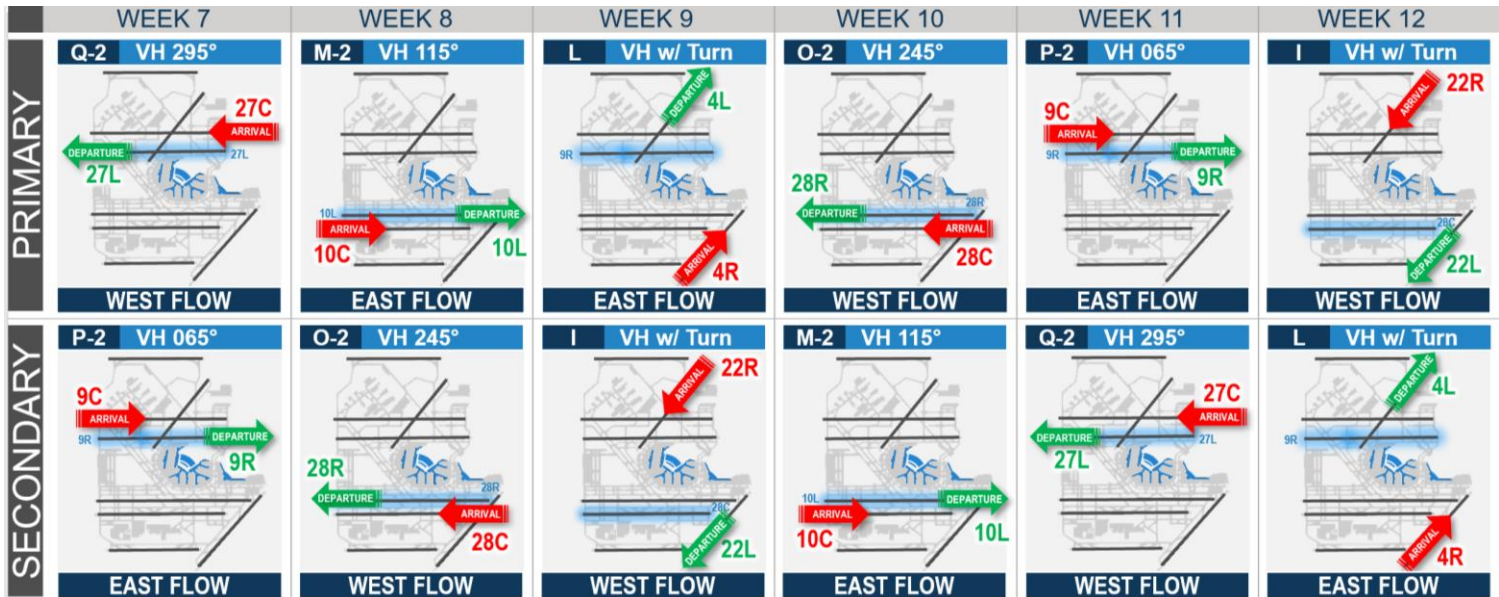 WEEK 7
WEEK 8
WEEK 9
WEEK 10
WEEK 11
WEEK 12
PRIMARY
Q-2 VH 295°
27C
ARRIVAL
DEPARTURE
27L
27L
WEST FLOW
M-2 VH 115°
10L
DEPARTURE
ARRIVAL
10C
10L
EAST FLOW
L VH w/ Turn
DEPARTURE
4L
9R
ARRIVAL
4R
EAST FLOW
O-2 VH 245°
28R
28R
DEPARTURE
ARRIVAL
28C
WEST FLOW
P-2 VH 065°
9C
ARRIVAL
9R
DEPARTURE
9R
EAST FLOW
I VH w/ Turn
22R
ARRIVAL
28C
DEPARTURE
22L
WEST FLOW
SECONDARY
P-2 VH 065°
9C
ARRIVAL
9R
DEPARTURE
9R
EAST FLOW
O-2 VH 245°
28R
28R
DEPARTURE
ARRIVAL
28C
WEST FLOW
I VH w/ Turn
22R
ARRIVAL
28C
DEPARTURE
22L
WEST FLOW
M-2 VH 115°
10L
DEPARTURE
ARRIVAL
10C
10L
EAST FLOW
Q-2 VH 295°
27C
ARRIVAL
DEPARTURE
27L
27L
WEST FLOW
L VH w/ Turn
DEPARTURE
4L
9R
ARRIVAL
4R
EAST FLOW